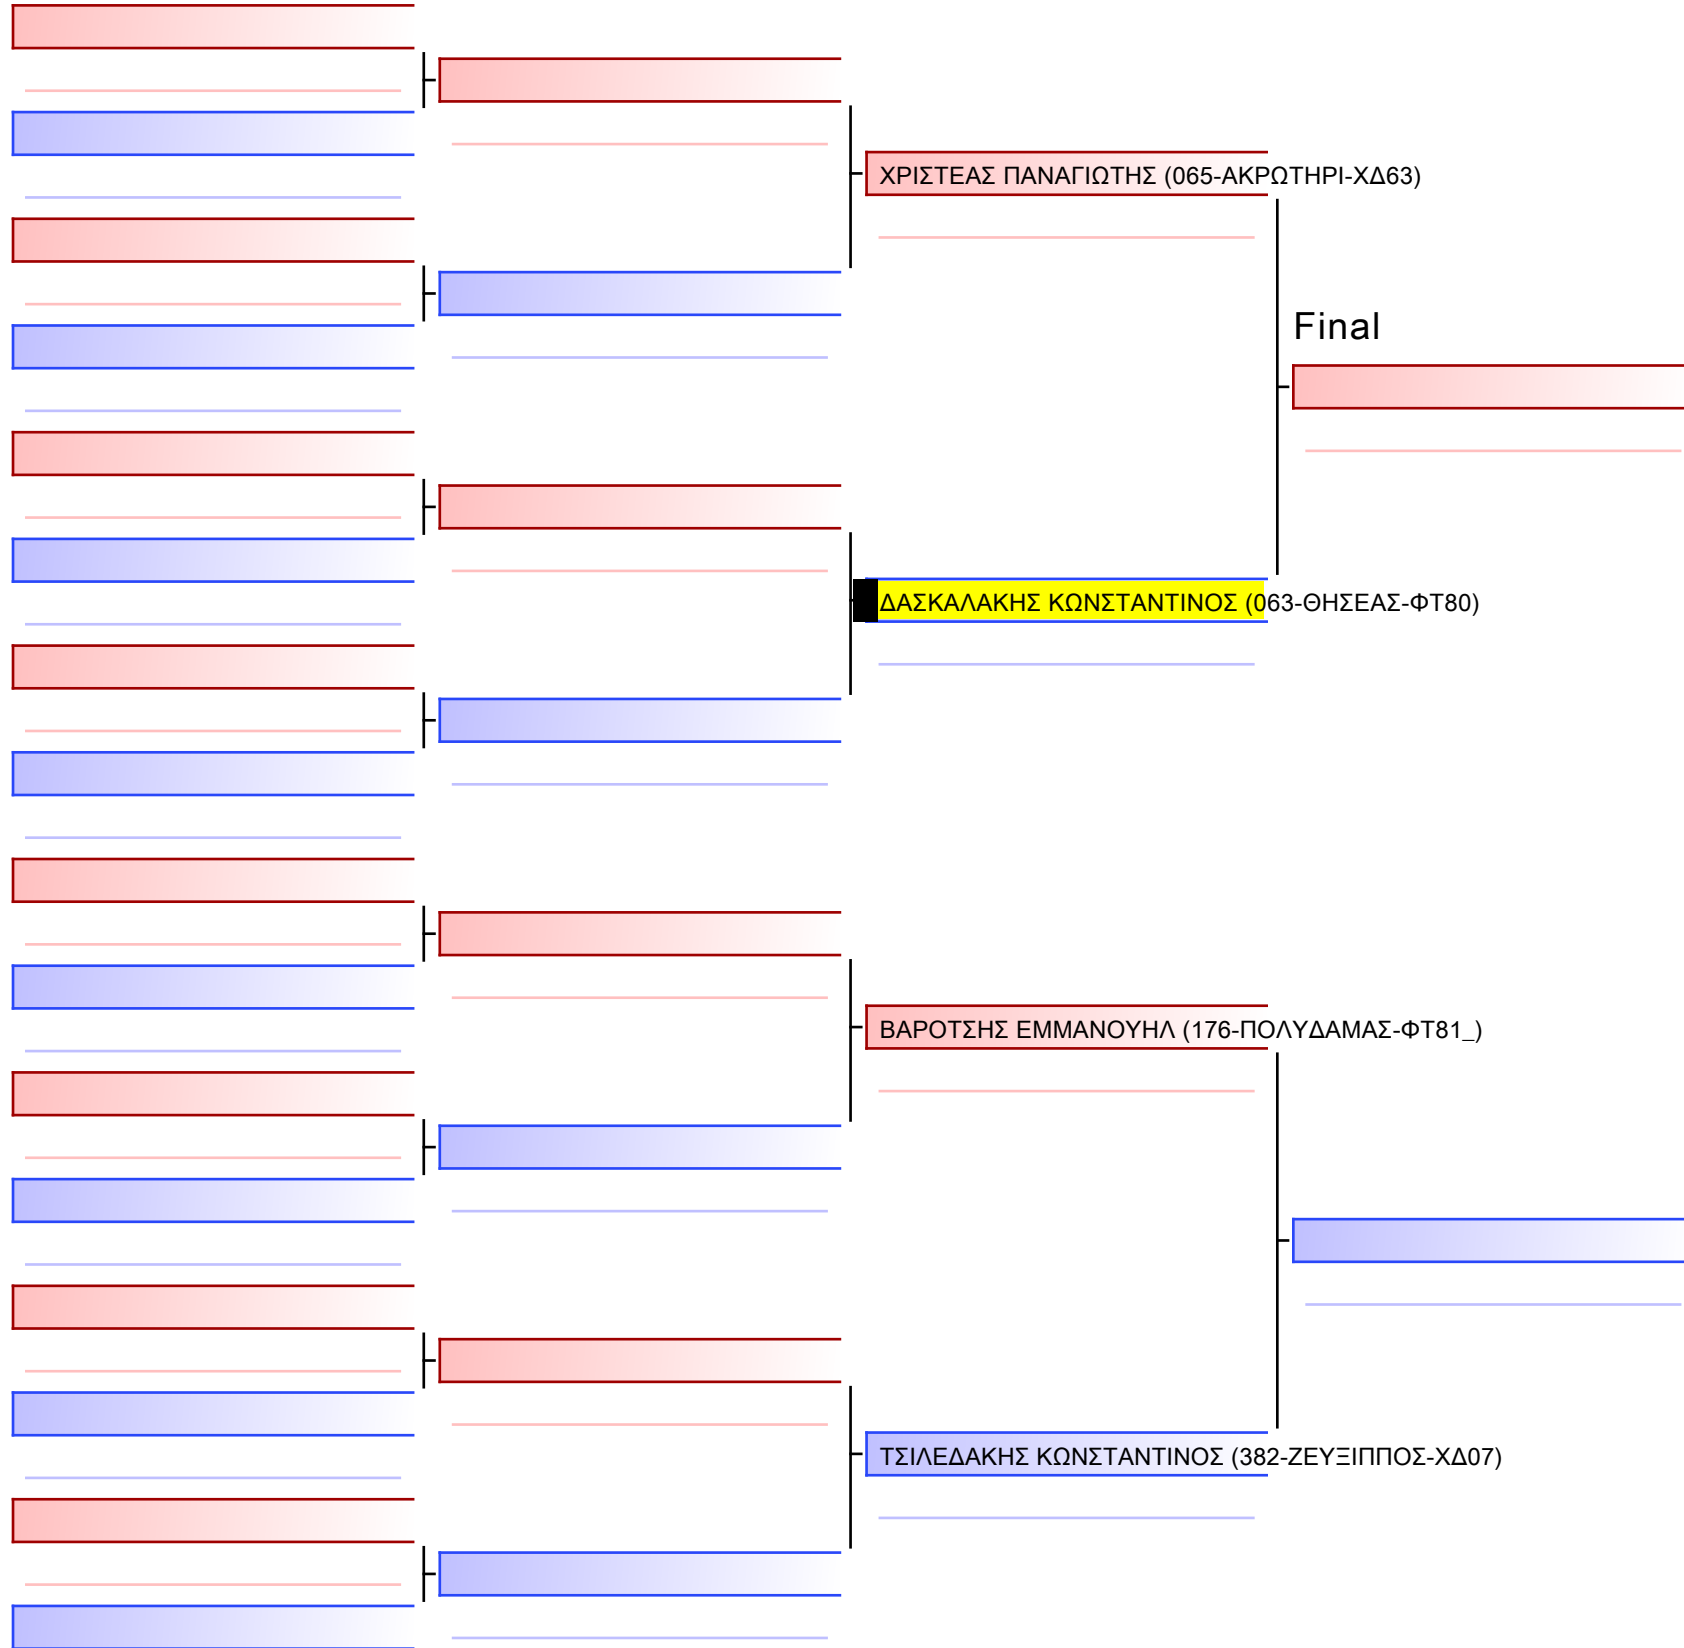 ΧΡΙΣΤΕΑΣ ΠΑΝΑΓΙΩΤΗΣ (065-ΑΚΡΩΤΗΡΙ-ΧΔ63)
Final
ΔΑΣΚΑΛΑΚΗΣ ΚΩΝΣΤΑΝΤΙΝΟΣ (063-ΘΗΣΕΑΣ-ΦΤ80)
ΒΑΡΟΤΣΗΣ ΕΜΜΑΝΟΥΗΛ (176-ΠΟΛΥΔΑΜΑΣ-ΦΤ81_)
ΤΣΙΛΕΔΑΚΗΣ ΚΩΝΣΤΑΝΤΙΝΟΣ (382-ΖΕΥΞΙΠΠΟΣ-ΧΔ07)